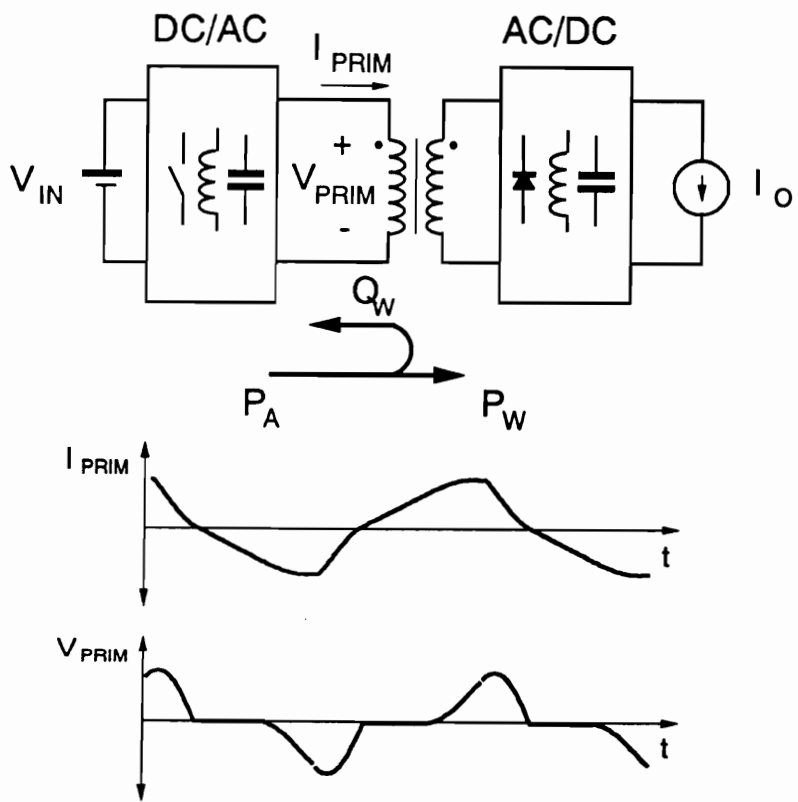 DC/AC
AC/DC
I PRIM
V IN
+
V PRIM
-
I O
Q W
P A
P W
I PRIM
t
V PRIM
t